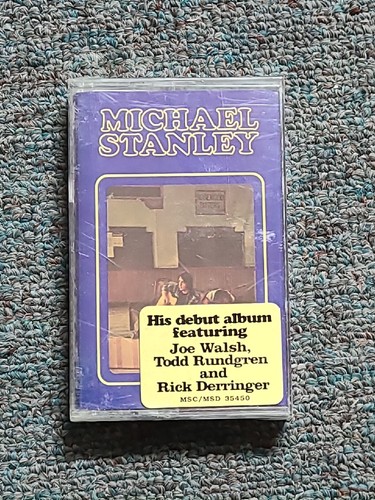 MICHAEL
STANLEY
His debut album
featuring
Joe Walsh,
Todd Rundgren
and
Rick Derringer
MSC/MSD 35450